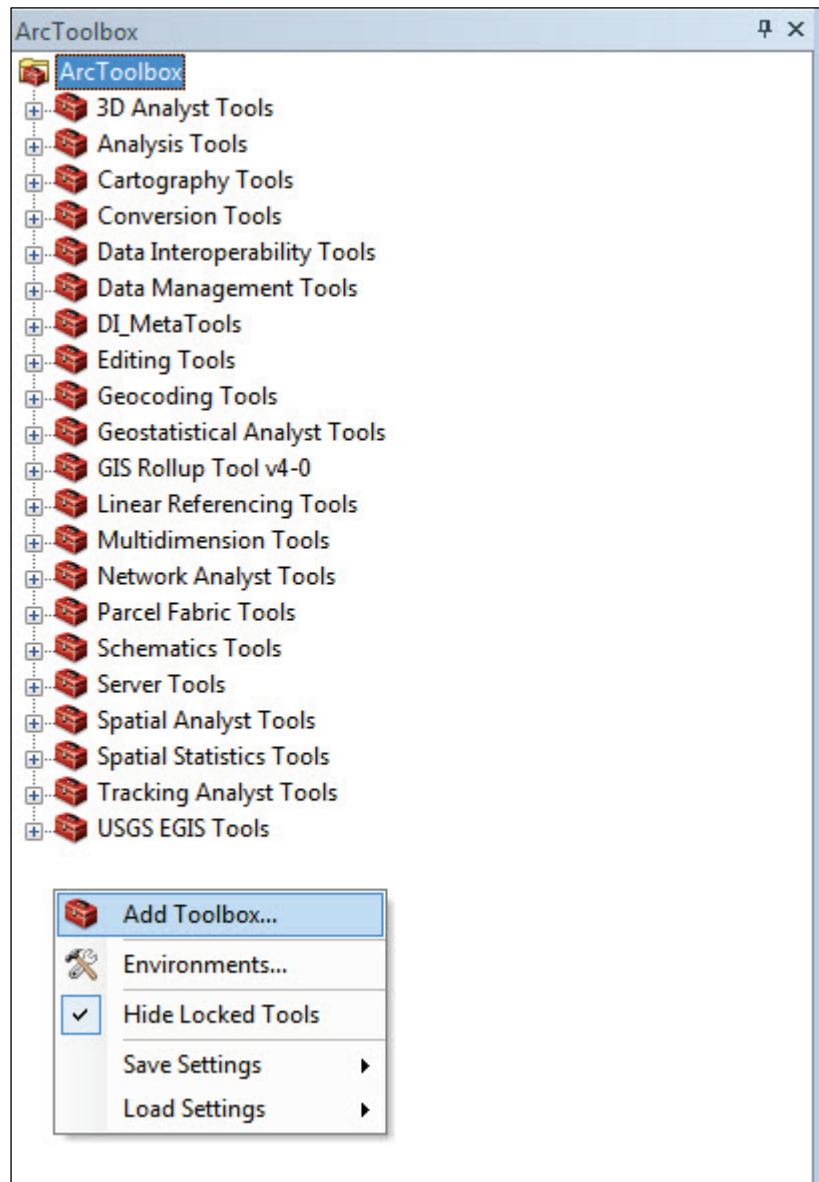 ArcToolbox
ArcToolbox
3D Analyst Tools
Analysis Tools
Cartography Tools
Conversion Tools
Data Interoperability Tools
Data Management Tools
DI_MetaTools
Editing Tools
Geocoding Tools
Geostatistical Analyst Tools
GIS Rollup Tool v4-0
Linear Referencing Tools
Multidimension Tools
Network Analyst Tools
Parcel Fabric Tools
Schematics Tools
Server Tools
Spatial Analyst Tools
Spatial Statistics Tools
Tracking Analyst Tools
USGS EGIS Tools
Add Toolbox...
Environments...
Hide Locked Tools
Save Settings
Load Settings